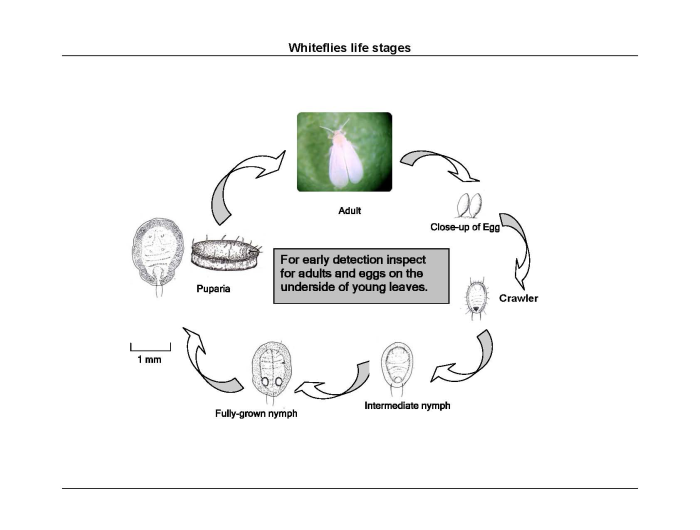 Whiteflies life stages
Adult
Close-up of Egg
Crawler
For early detection inspect
for adults and eggs on the
underside of young leaves.
Puparia
1 mm
Intermediate nymph
Fully-grown nymph